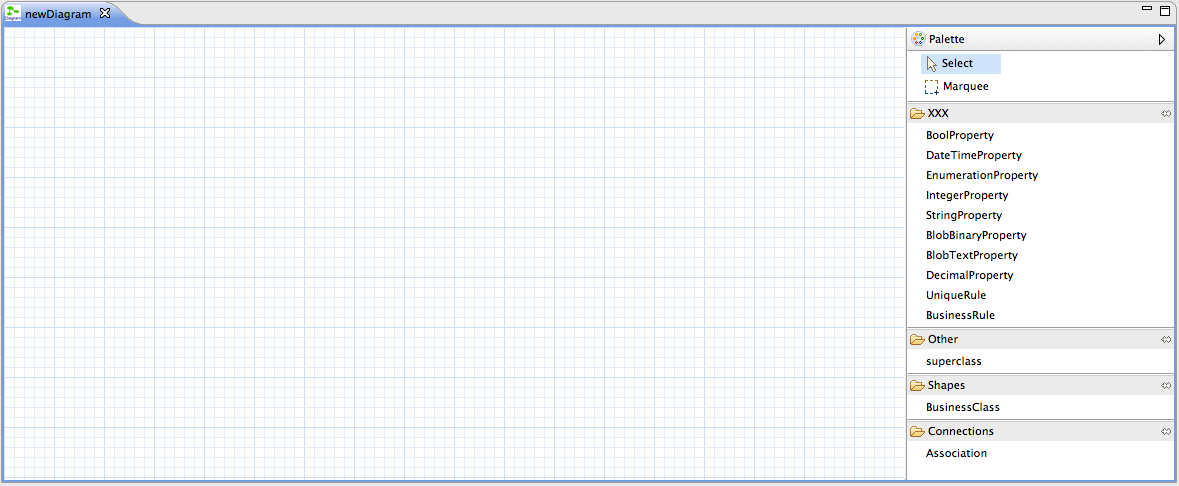 newDiagram
Palette
Select
Marquee
XXX
BoolProperty
DateTimeProperty
EnumerationProperty
IntegerProperty
StringProperty
BlobBinaryProperty
BlobTextProperty
DecimalProperty
UniqueRule
BusinessRule
Other
superclass
Shapes
BusinessClass
Connections
Association